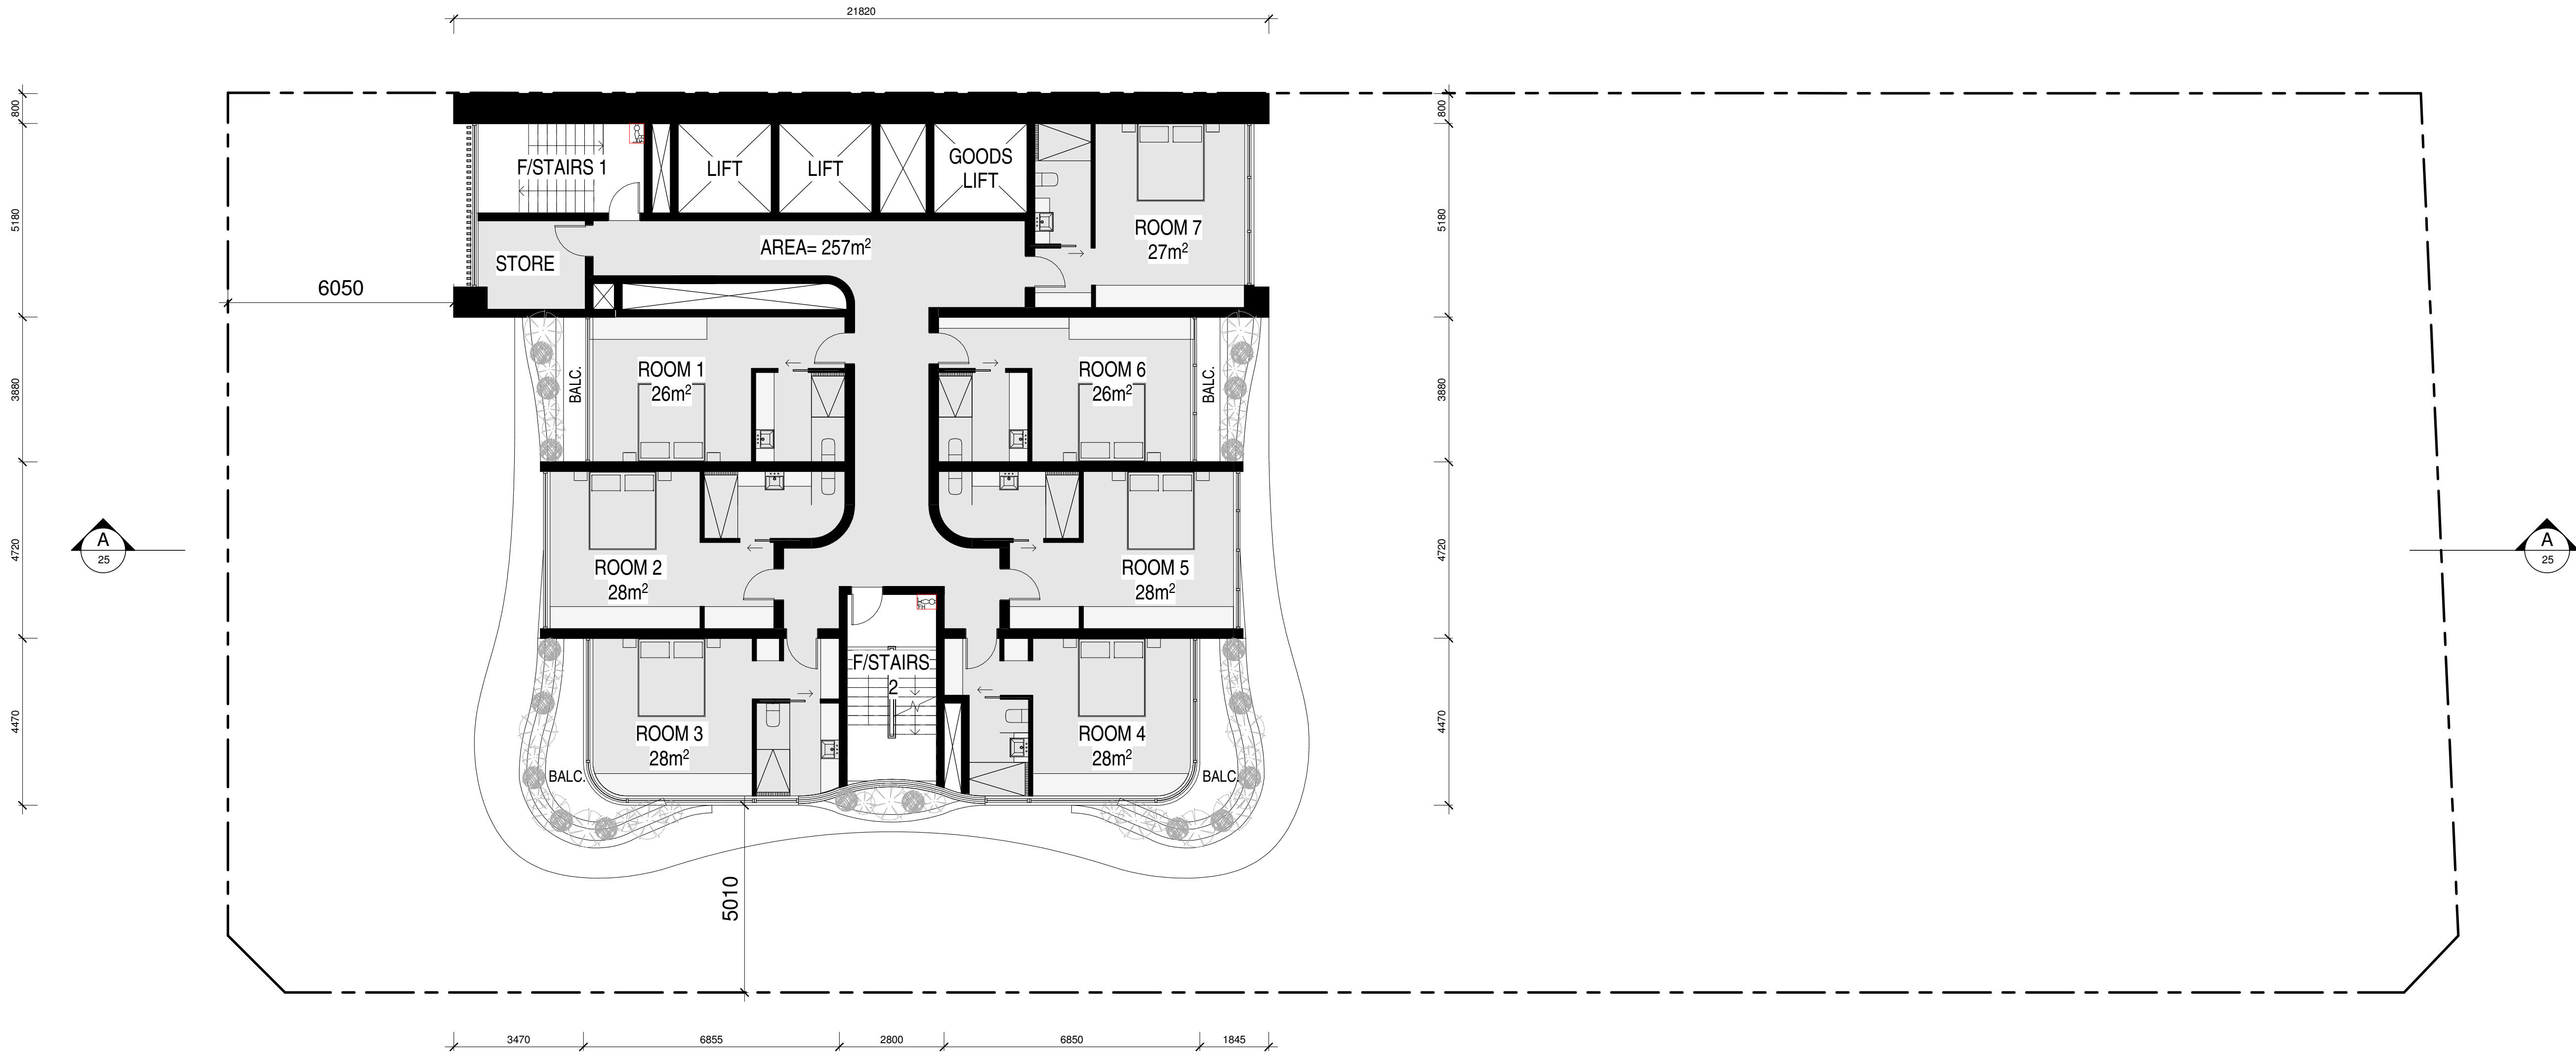 21820
800
800
F/STAIRS 1
LIFT
LIFT
GOODS
LIFT
5180
5180
ROOM 7
27m²
AREA= 257m²
STORE
6050
BALC.
ROOM 1
26m²
ROOM 6
26m²
BALC.
3880
3880
A
25
4720
ROOM 2
28m²
ROOM 5
28m²
4720
A
25
F/STAIRS
2
4470
ROOM 3
28m²
ROOM 4
28m²
4470
BALC.
BALC.
5010
3470
6855
2800
6850
1845